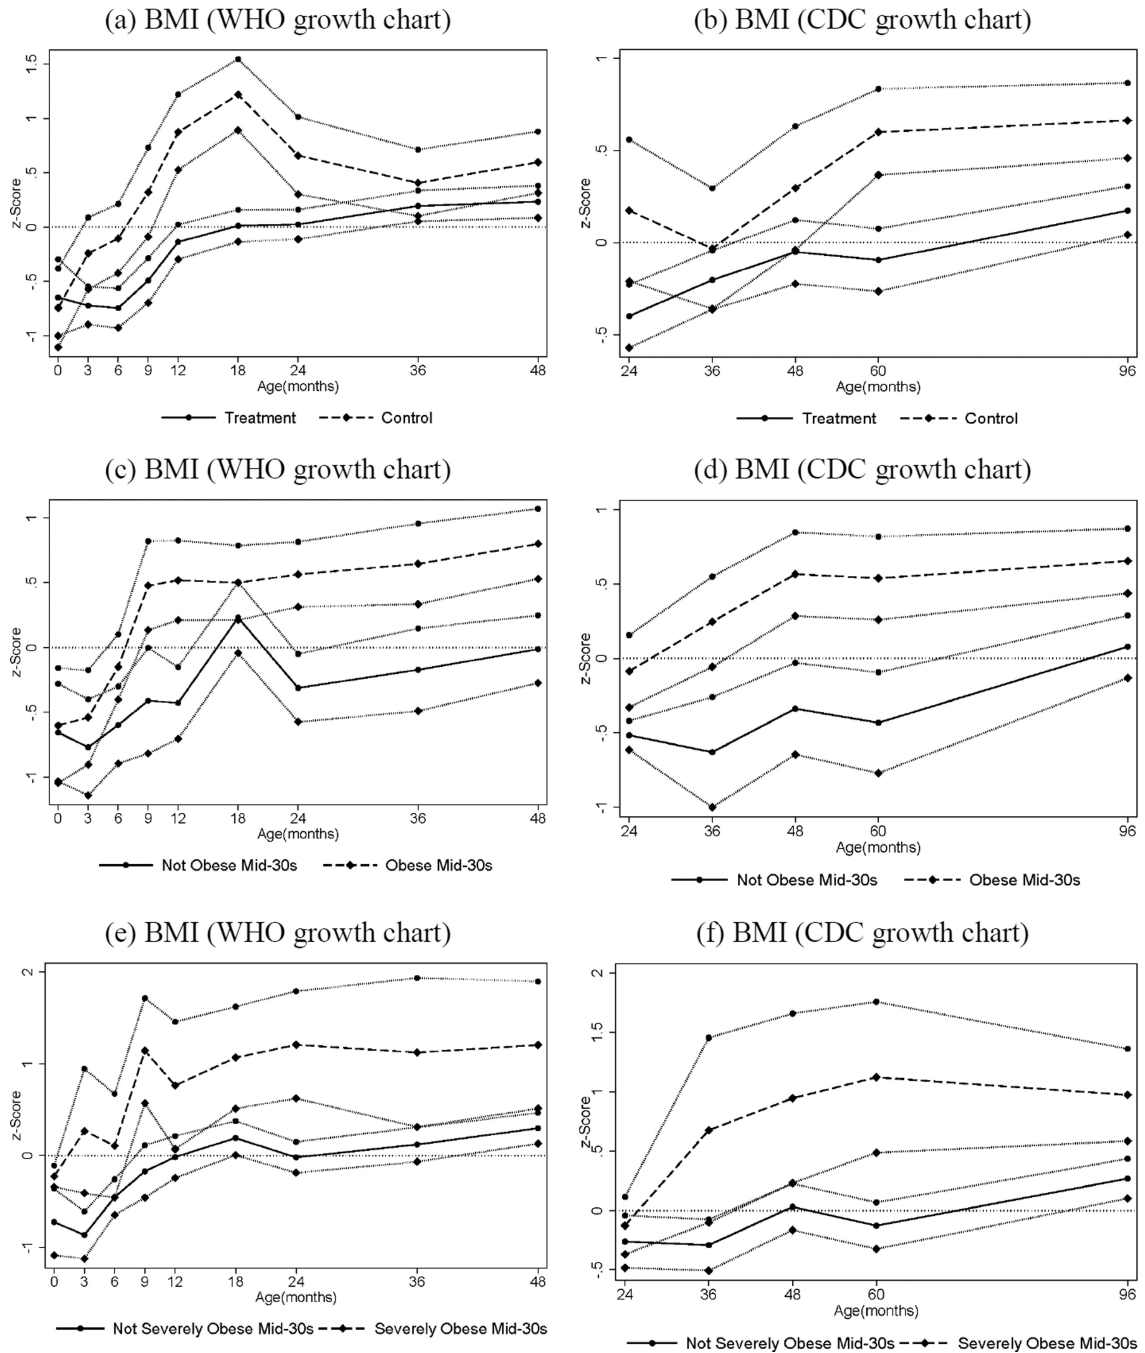 (a) BMI (WHO growth chart)
1.5
1
.5
0
-.5
-1
z-Score
0 3 6 9 12 18 24 36 48
Age(months)
Treatment Control
(b) BMI (CDC growth chart)
1
.5
0
-.5
z-Score
24 36 48 60 96
Age(months)
Treatment Control
(c) BMI (WHO growth chart)
1
.5
0
-.5
-1
z-Score
0 3 6 9 12 18 24 36 48
Age(months)
Not Obese Mid-30s Obese Mid-30s
(d) BMI (CDC growth chart)
1
.5
0
-.5
-1
z-Score
24 36 48 60 96
Age(months)
Not Obese Mid-30s Obese Mid-30s
(e) BMI (WHO growth chart)
2
1
0
-1
z-Score
0 3 6 9 12 18 24 36 48
Age(months)
Not Severely Obese Mid-30s Severely Obese Mid-30s
(f) BMI (CDC growth chart)
2
1.5
1
.5
0
-.5
z-Score
24 36 48 60 96
Age(months)
Not Severely Obese Mid-30s Severely Obese Mid-30s